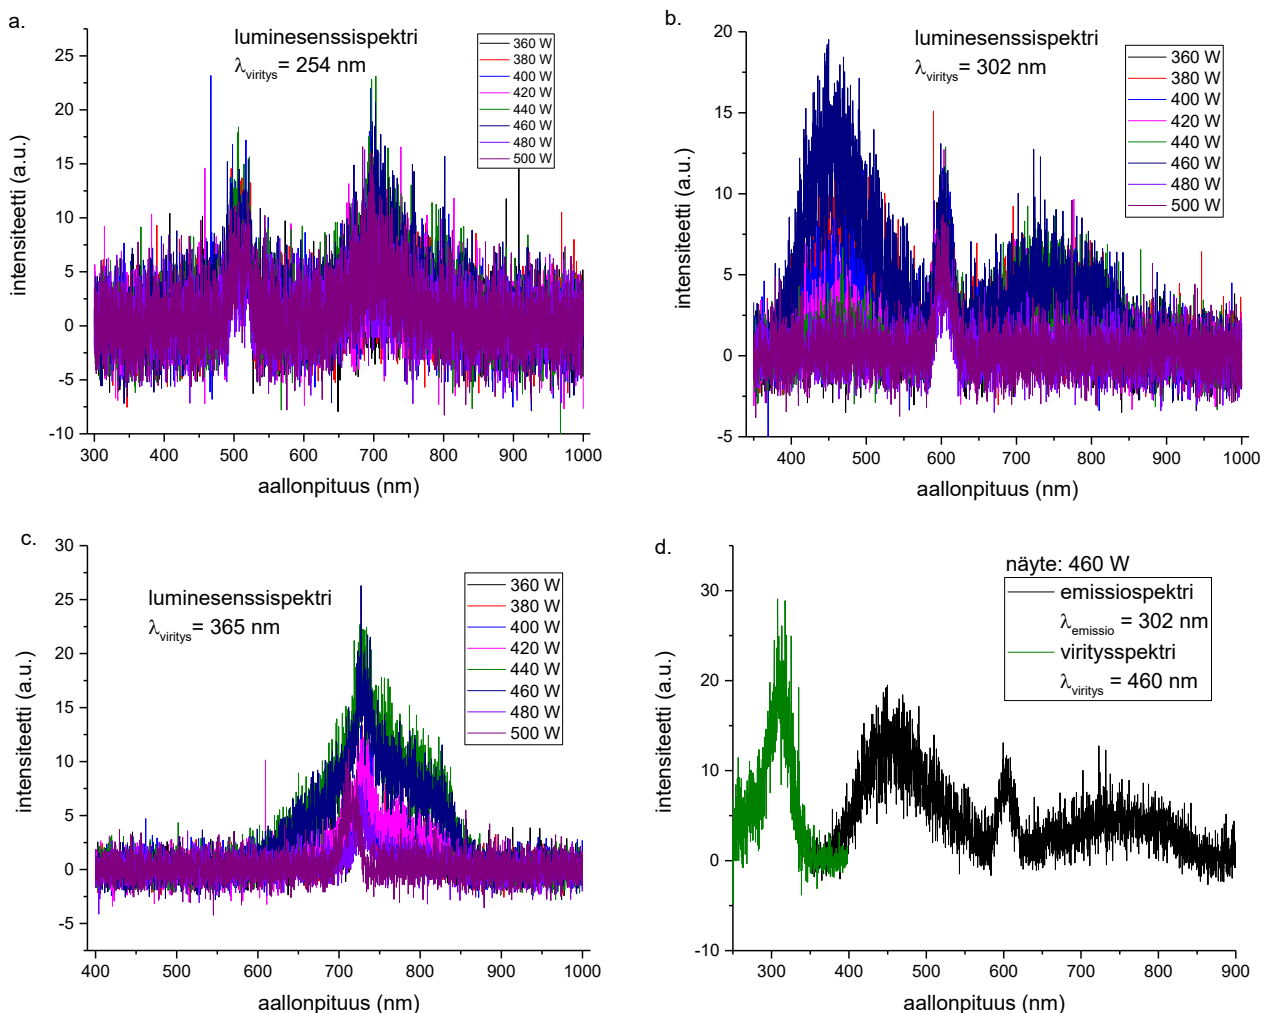 a.
luminesenssispektri
λviritys= 254 nm
360 W
380 W
400 W
420 W
440 W
460 W
480 W
500 W
intensiteetti (a.u.)
25
20
15
10
5
0
-5
-10
300 400 500 600 700 800 900 1000
aallonpituus (nm)
b.
luminesenssispektri
λviritys= 302 nm
360 W
380 W
400 W
420 W
440 W
460 W
480 W
500 W
intensiteetti (a.u.)
20
15
10
5
0
-5
400 500 600 700 800 900 1000
aallonpituus (nm)
c.
luminesenssispektri
λviritys = 365 nm
360 W
380 W
400 W
420 W
440 W
460 W
480 W
500 W
intensiteetti (a.u.)
30
25
20
15
10
5
0
-5
400 500 600 700 800 900 1000
aallonpituus (nm)
d.
näyte: 460 W
emissiospektri
λemissio = 302 nm
viritysspektri
λviritys = 460 nm
intensiteetti (a.u.)
30
20
10
0
-10
300 400 500 600 700 800 900
aallonpituus (nm)